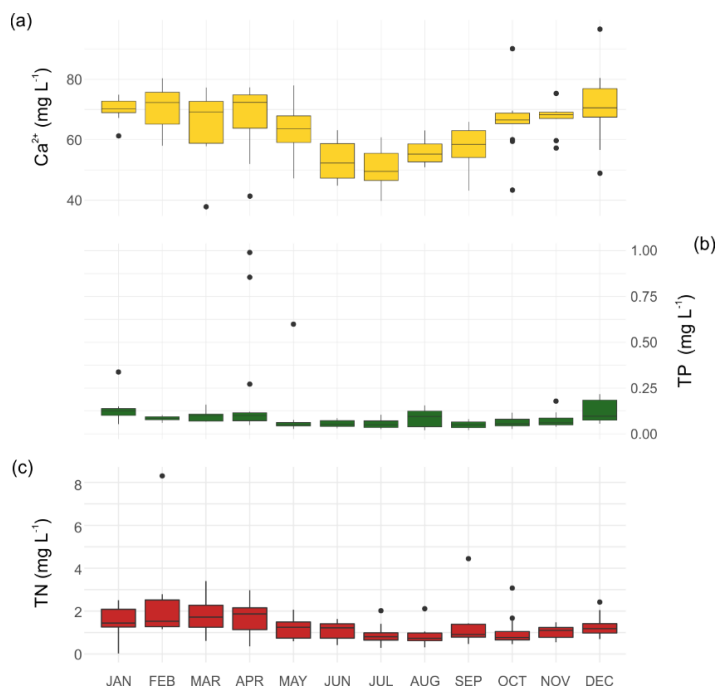 (a)
Ca²⁺ (mg L⁻¹)
80
60
40
(b)
TP (mg L⁻¹)
1.00
0.75
0.50
0.25
0.00
(c)
TN (mg L⁻¹)
8
6
4
2
0
JAN FEB MAR APR MAY JUN JUL AUG SEP OCT NOV DEC